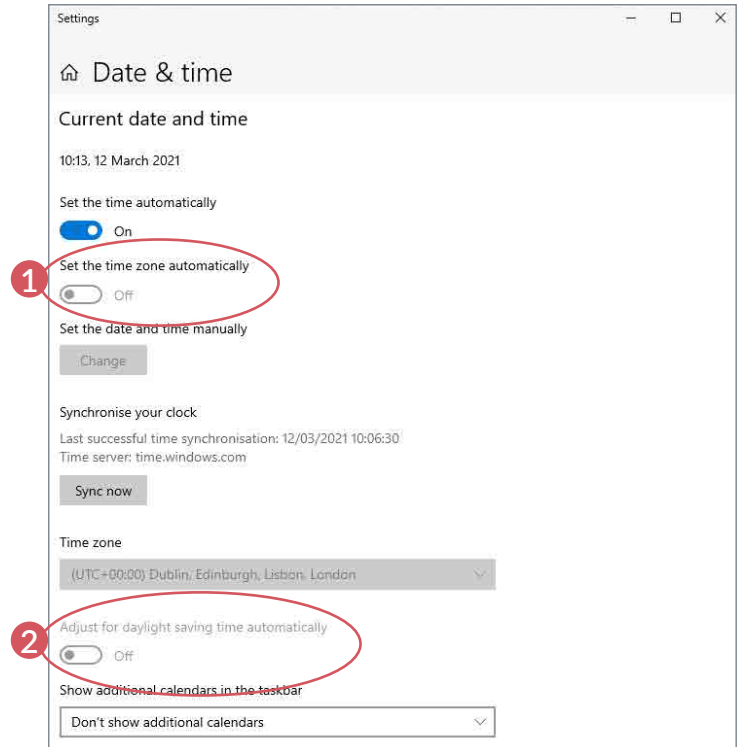 Settings
Date & time
Current date and time
10:13, 12 March 2021
Set the time automatically
On
1
Set the time zone automatically
Off
Set the date and time manually
Change
Synchronise your clock
Last successful time synchronisation: 12/03/2021 10:06:30
Time server: time.windows.com
Sync now
Time zone
(UTC+00:00) Dublin, Edinburgh, Lisbon, London
2
Adjust for daylight saving time automatically
Off
Show additional calendars in the taskbar
Don't show additional calendars